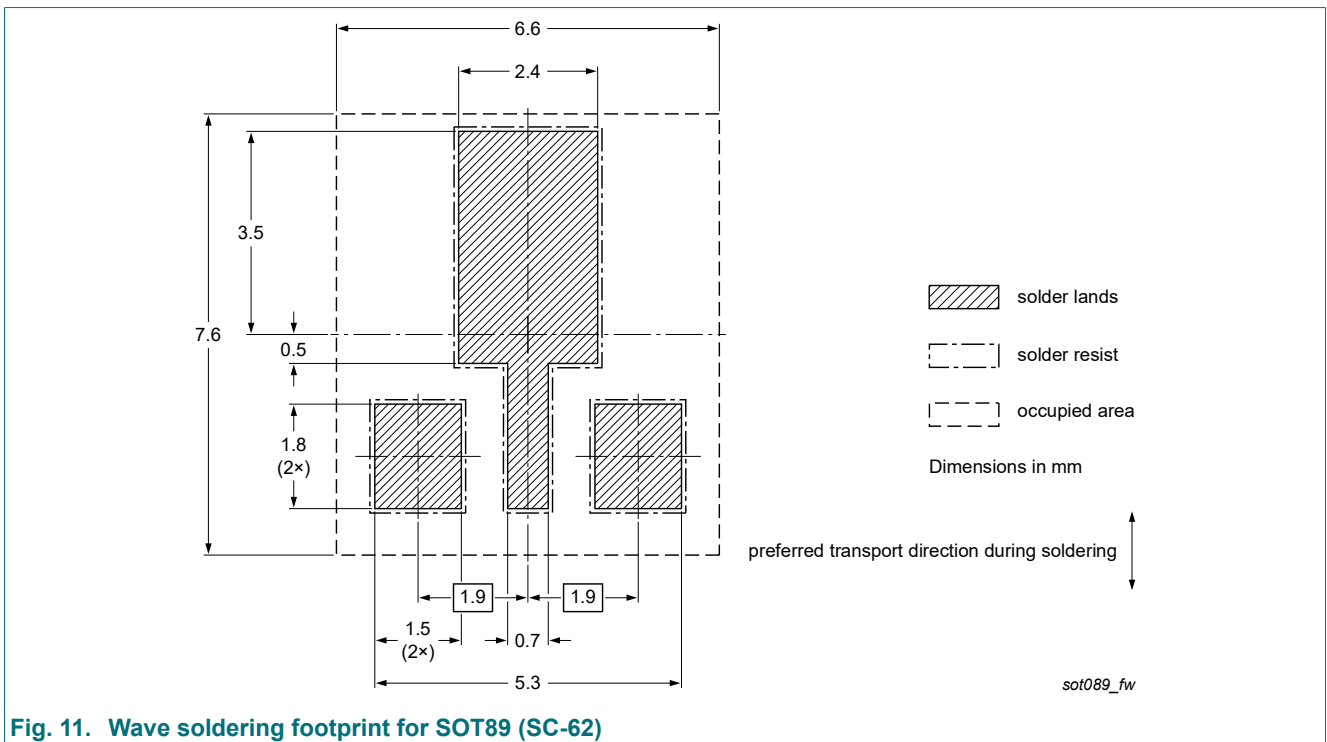 6.6
2.4
3.5
7.6
0.5
solder lands
solder resist
occupied area
1.8
(2×)
Dimensions in mm
preferred transport direction during soldering
1.9
1.9
1.5
(2×)
0.7
5.3
sot089_fw
Fig. 11. Wave soldering footprint for SOT89 (SC-62)